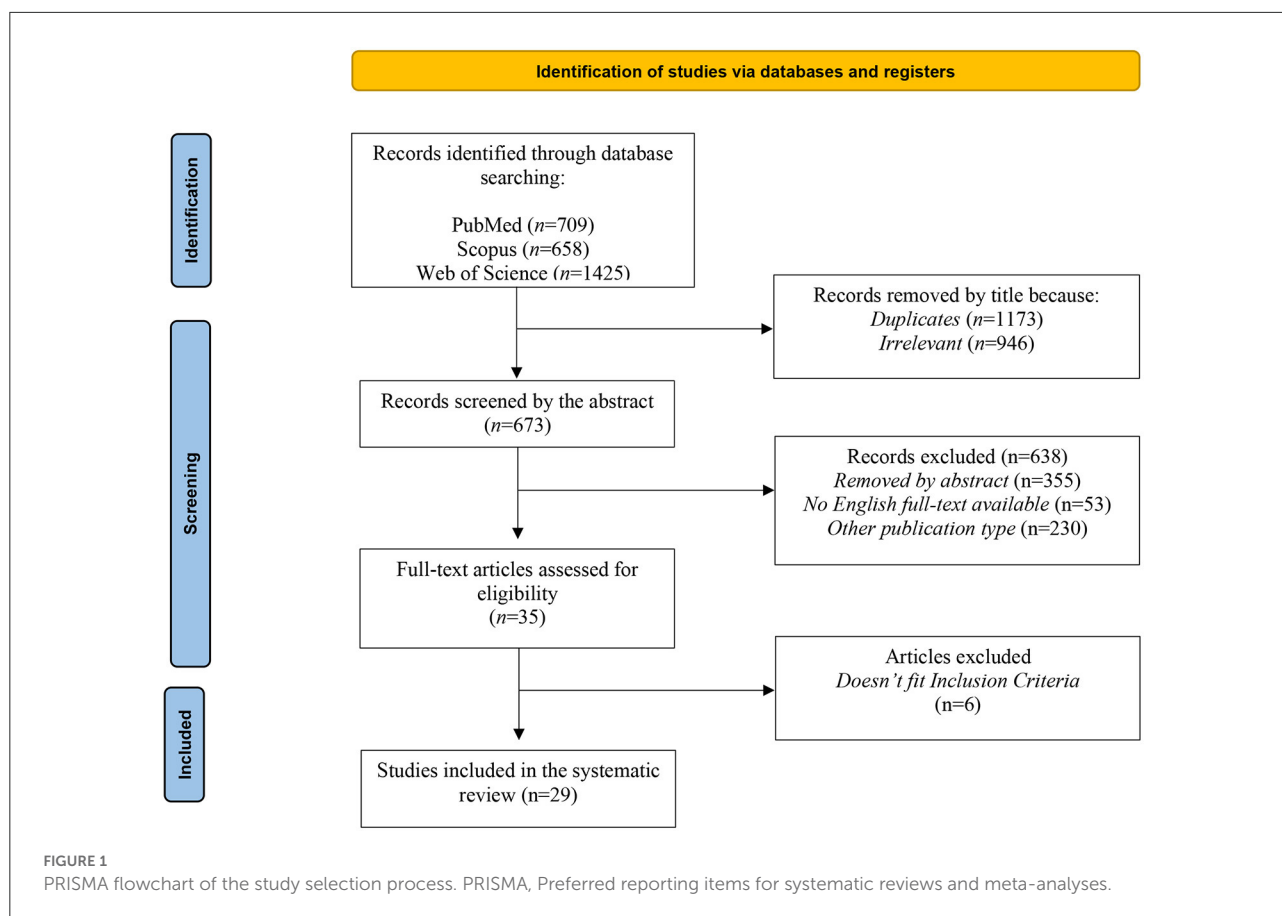 Identification of studies via databases and registers
Identification
Records identified through database
searching:
PubMed (n=709)
Scopus (n=658)
Web of Science (n=1425)
Records removed by title because:
Duplicates (n=1173)
Irrelevant (n=946)
Screening
Records screened by the abstract
(n=673)
Records excluded (n=638)
Removed by abstract (n=355)
No English full-text available (n=53)
Other publication type (n=230)
Full-text articles assessed for
eligibility
(n=35)
Articles excluded
Doesn’t fit Inclusion Criteria
(n=6)
Included
Studies included in the systematic
review (n=29)
FIGURE 1
PRISMA flowchart of the study selection process. PRISMA, Preferred reporting items for systematic reviews and meta-analyses.